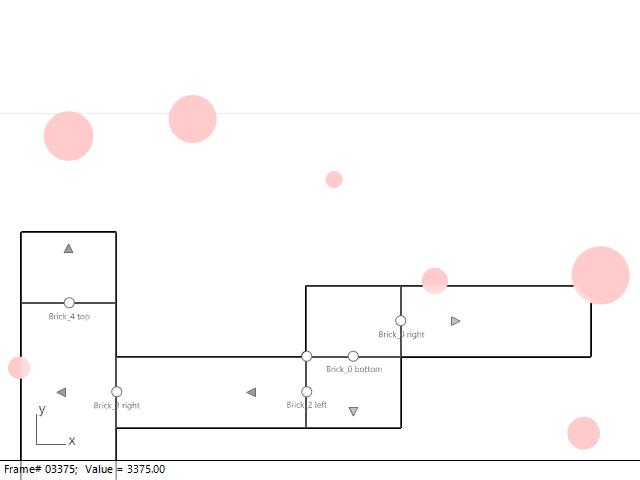 Brick_4 top
Brick_0 right
Brick_0 bottom
Brick_3 right
Brick_2 left
y
x
Frame# 03375; Value = 3375.00